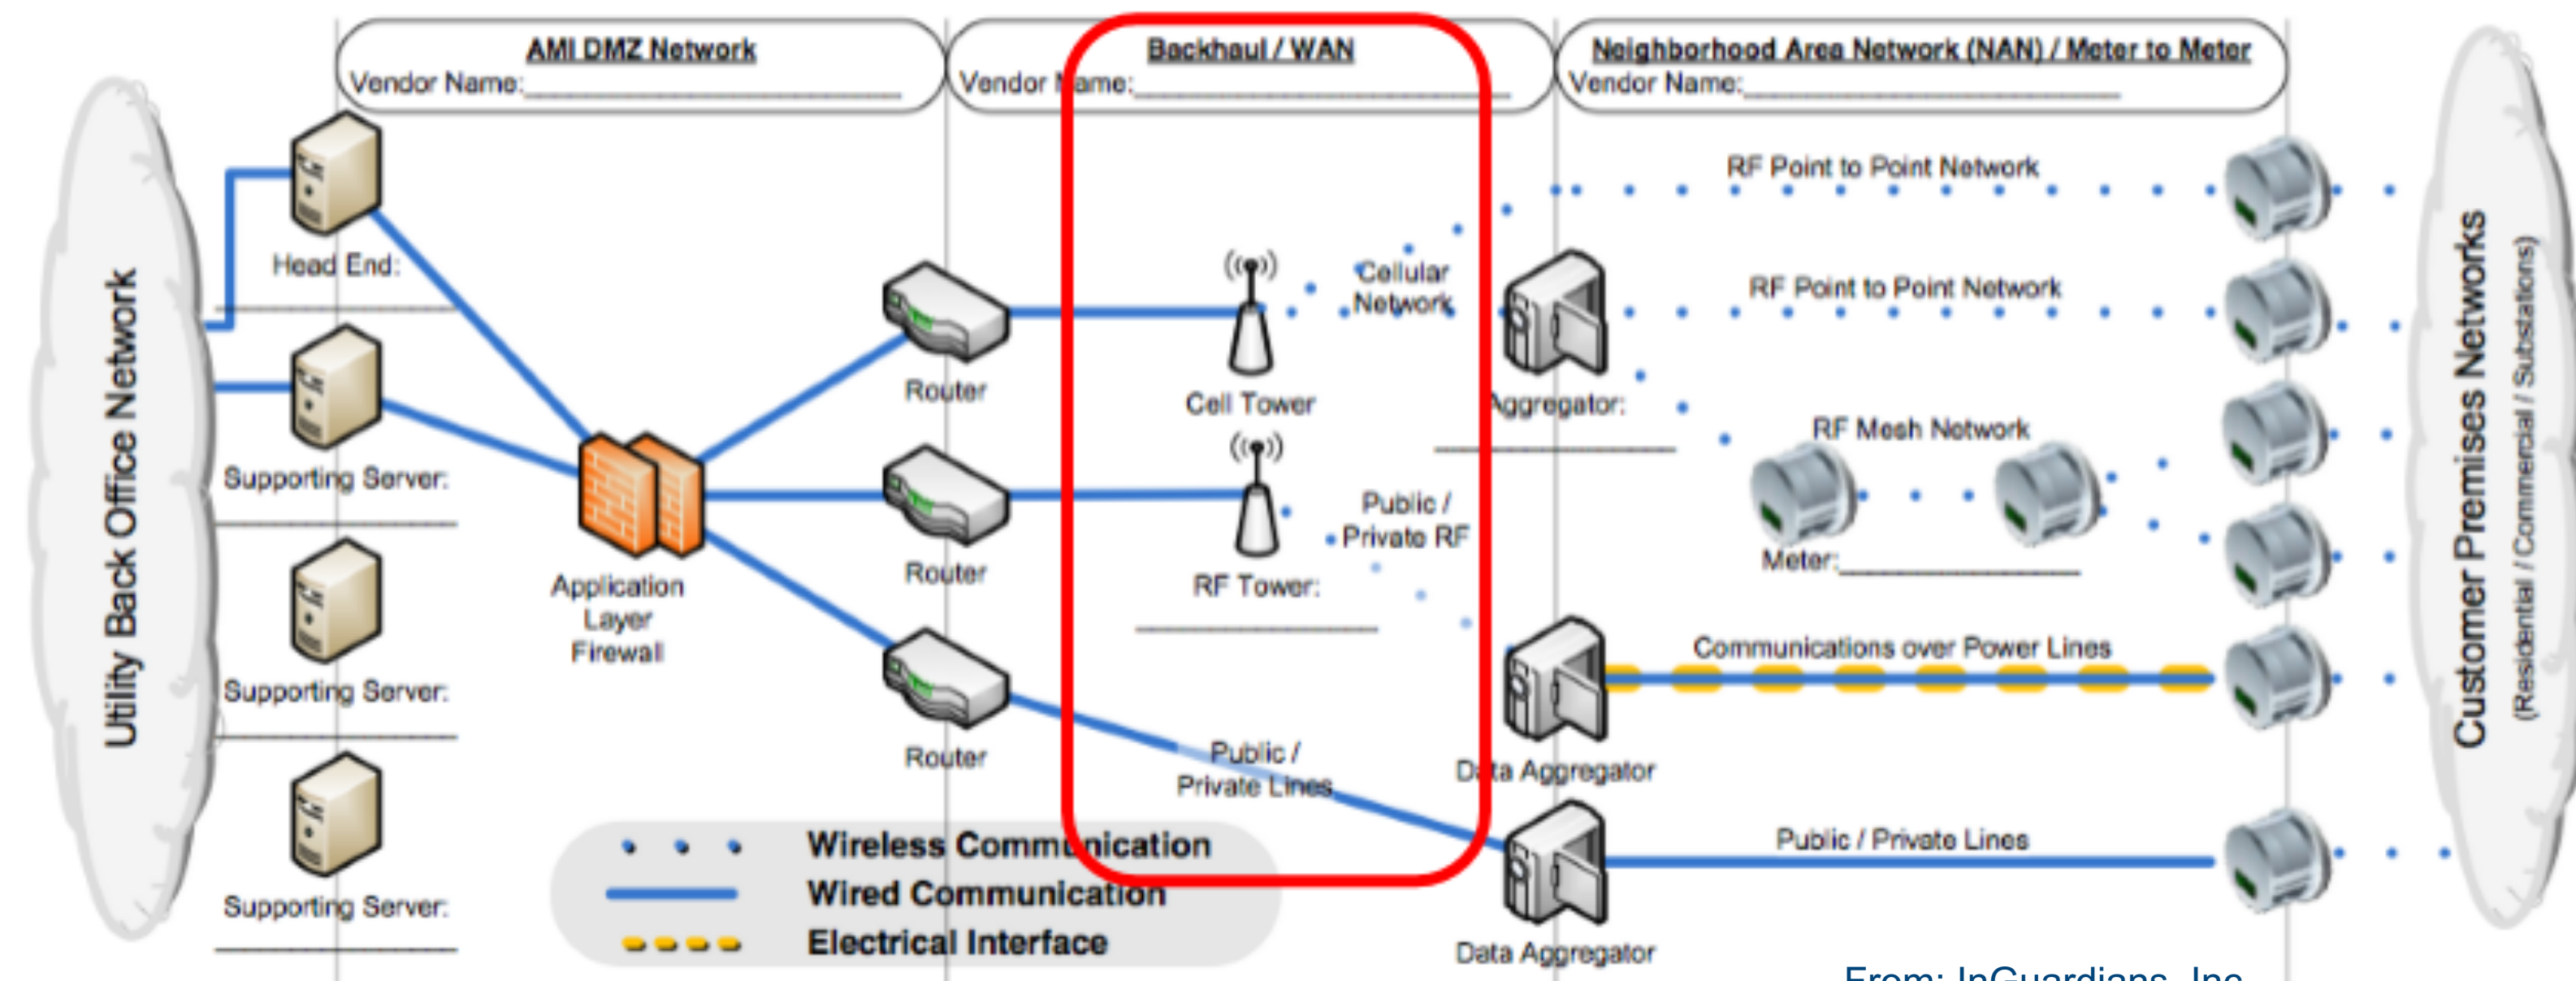 AMI DMZ Network
Vendor Name:
Backhaul / WAN
Vendor Name:
Neighborhood Area Network (NAN) / Meter to Meter
Vendor Name:
Utility Back Office Network
Head End:
Supporting Server:
Supporting Server:
Supporting Server:
Application
Layer
Firewall
Router
Router
Router
Cell Tower
Cellular
Network
RF Tower:
Public /
Private RF
Public /
Private Lines
Aggregator:
Data Aggregator
Data Aggregator
RF Point to Point Network
RF Point to Point Network
RF Mesh Network
Meter:
Communications over Power Lines
Public / Private Lines
Customer Premises Networks
(Residential / Commercial / Substations)
Wireless Communication
Wired Communication
Electrical Interface
From: InGuardians, Inc